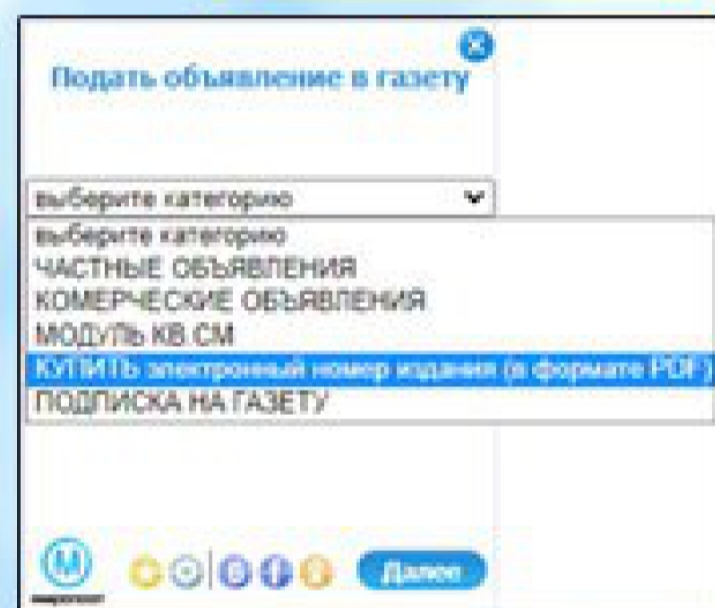 Подать объявление в газету
выберите категорию
выберите категорию
ЧАСТНЫЕ ОБЪЯВЛЕНИЯ
КОМЕРЧЕСКИЕ ОБЪЯВЛЕНИЯ
МОДУЛЬ КВ.СМ
КУПИТЬ электронный номер издания (в формате PDF)
ПОДПИСКА НА ГАЗЕТУ
Далее